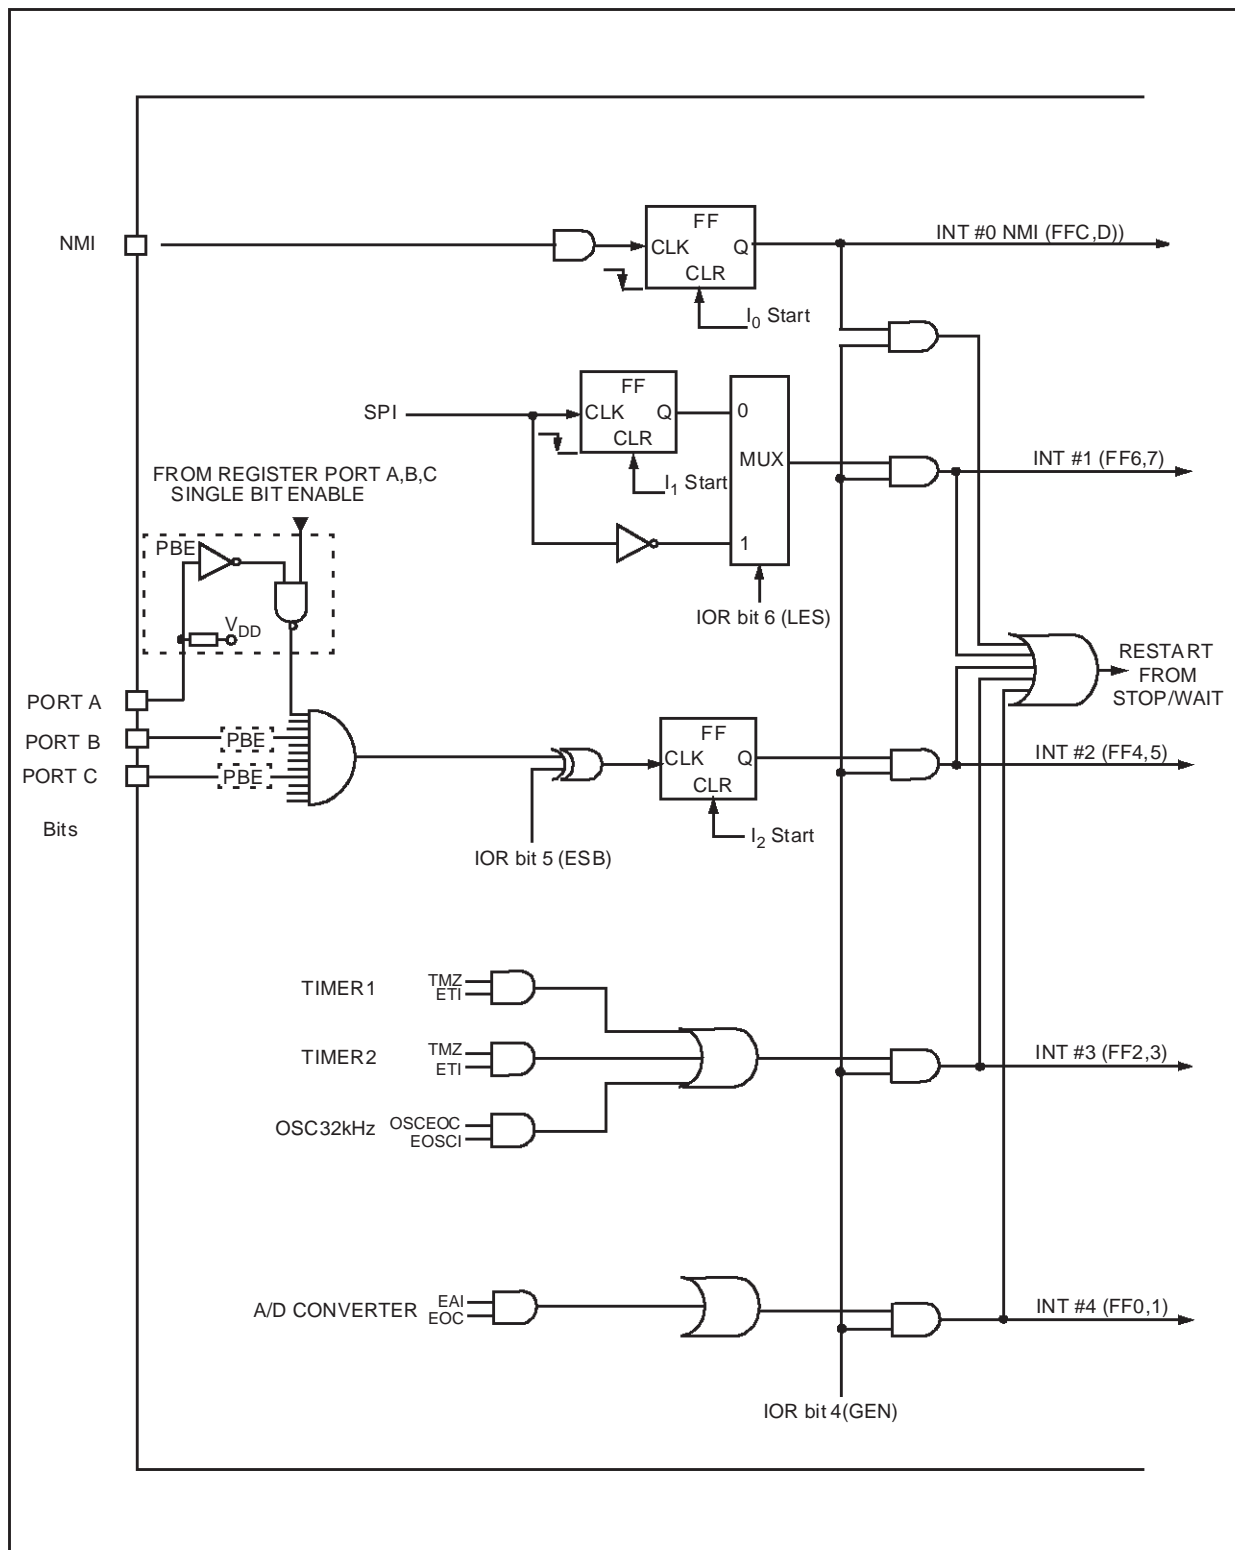 NMI
FF
CLK
Q
CLR
I0 Start
INT #0 NMI (FFC,D))
SPI
FF
CLK
Q
CLR
I1 Start
0
MUX
1
IOR bit 6 (LES)
INT #1 (FF6,7)
FROM REGISTER PORT A,B,C
SINGLE BIT ENABLE
PBE
VDD
PORT A
PORT B
PBE
PORT C
PBE
Bits
IOR bit 5 (ESB)
FF
CLK
Q
CLR
I2 Start
RESTART
FROM
STOP/WAIT
INT #2 (FF4,5)
TIMER1
TMZ
ETI
TIMER2
TMZ
ETI
OSC32kHz
OSCEOC
EOSCI
INT #3 (FF2,3)
A/D CONVERTER
EAI
EOC
INT #4 (FF0,1)
IOR bit 4(GEN)